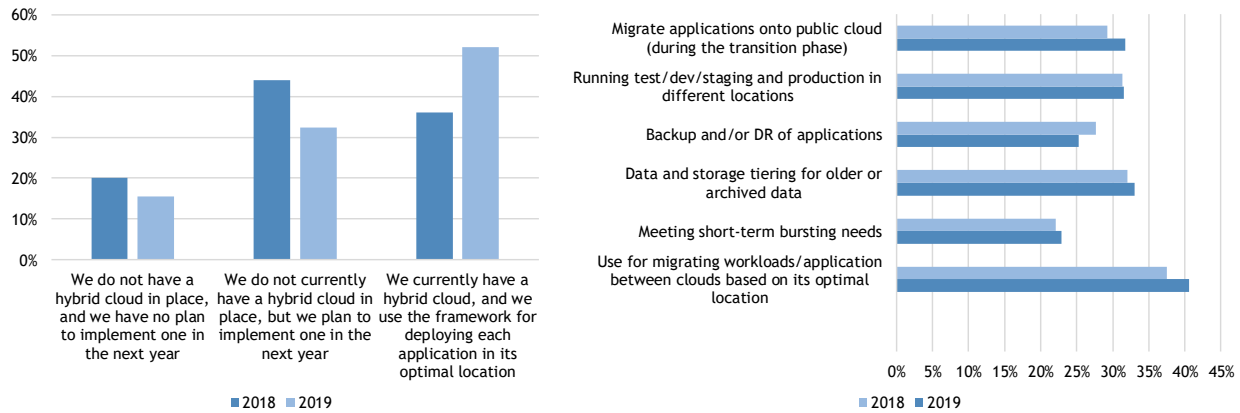 60%
50%
40%
30%
20%
10%
0%
We do not have a
hybrid cloud in place,
and we have no plan
to implement one in
the next year
We do not currently
have a hybrid cloud in
place, but we plan to
implement one in the
next year
We currently have a
hybrid cloud, and we
use the framework for
deploying each
application in its
optimal location
2018 2019
Migrate applications onto public cloud
(during the transition phase)
Running test/dev/staging and production in
different locations
Backup and/or DR of applications
Data and storage tiering for older or
archived data
Meeting short-term bursting needs
Use for migrating workloads/application
between clouds based on its optimal
location
0% 5% 10% 15% 20% 25% 30% 35% 40% 45%
2018 2019